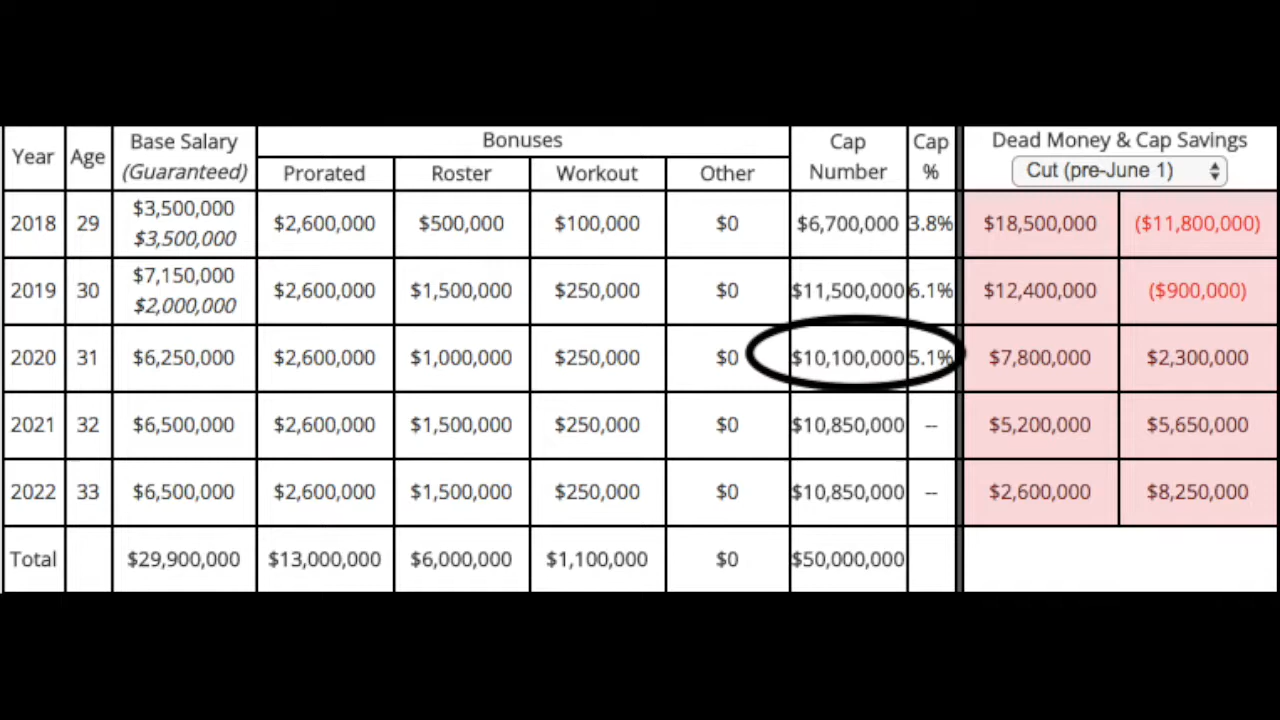 Year Age Base Salary (Guaranteed) Bonuses Cap Number Cap % Dead Money & Cap Savings
Prorated Roster Workout Other Cut (pre-June 1)
2018 29 $3,500,000 $3,500,000 $2,600,000 $500,000 $100,000 $0 $6,700,000 3.8% $18,500,000 ($11,800,000)
2019 30 $7,150,000 $2,000,000 $2,600,000 $1,500,000 $250,000 $0 $11,500,000 6.1% $12,400,000 ($900,000)
2020 31 $6,250,000 $2,600,000 $1,000,000 $250,000 $0 $10,100,000 5.1% $7,800,000 $2,300,000
2021 32 $6,500,000 $2,600,000 $1,500,000 $250,000 $0 $10,850,000 -- $5,200,000 $5,650,000
2022 33 $6,500,000 $2,600,000 $1,500,000 $250,000 $0 $10,850,000 -- $2,600,000 $8,250,000
Total $29,900,000 $13,000,000 $6,000,000 $1,100,000 $0 $50,000,000